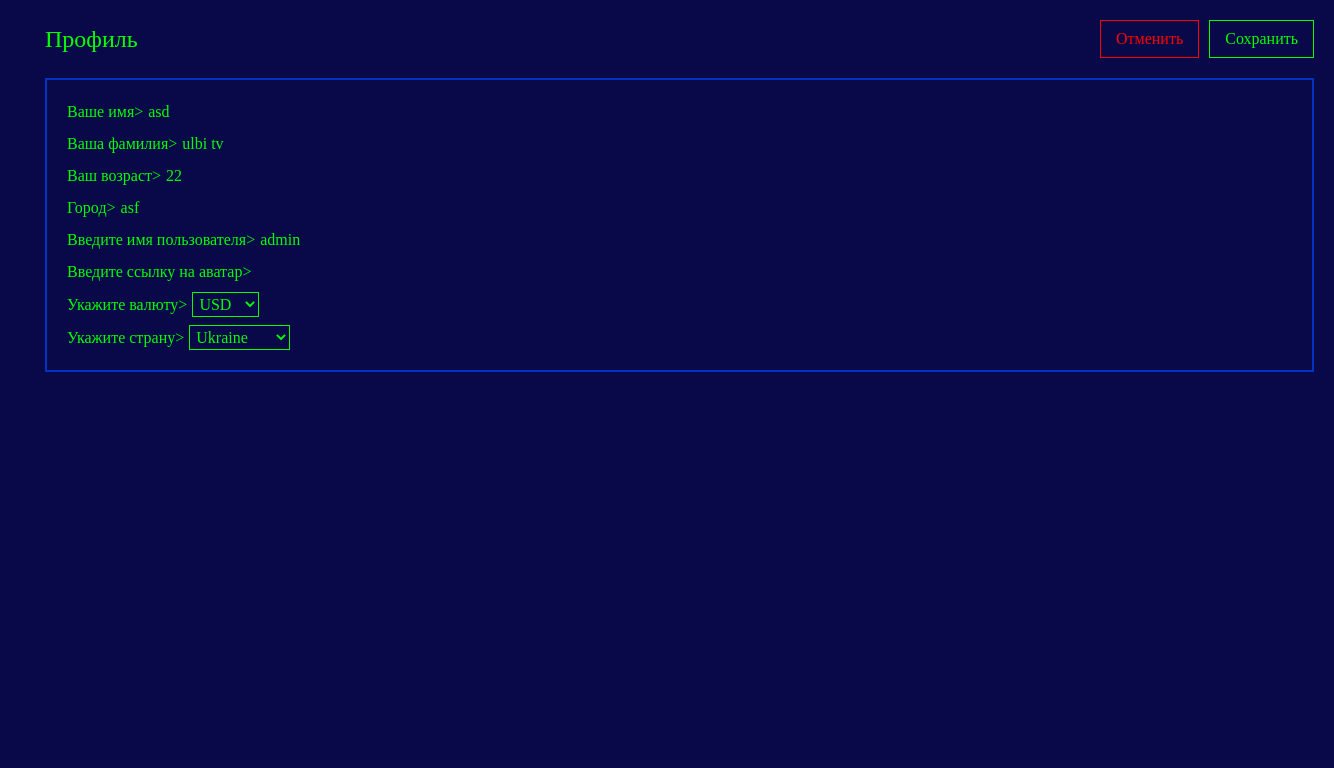 Профиль
Отменить
Сохранить
Ваше имя> asd
Ваша фамилия> ulbi tv
Ваш возраст> 22
Город> asf
Введите имя пользователя> admin
Введите ссылку на аватар>
Укажите валюту> USD
Укажите страну> Ukraine